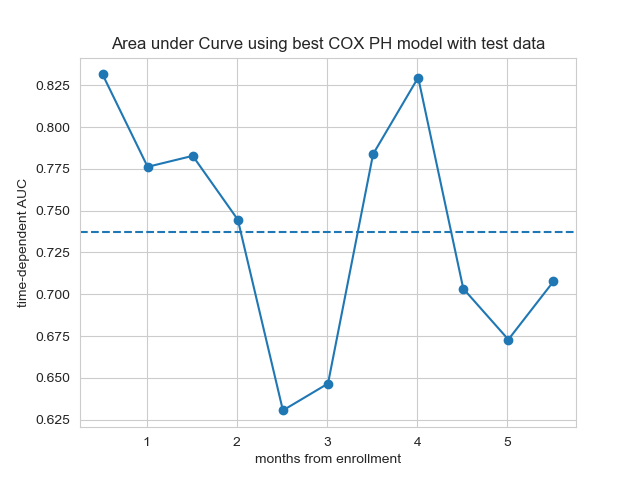 Area under Curve using best COX PH model with test data
time-dependent AUC
0.825
0.800
0.775
0.750
0.725
0.700
0.675
0.650
0.625
1 2 3 4 5
months from enrollment